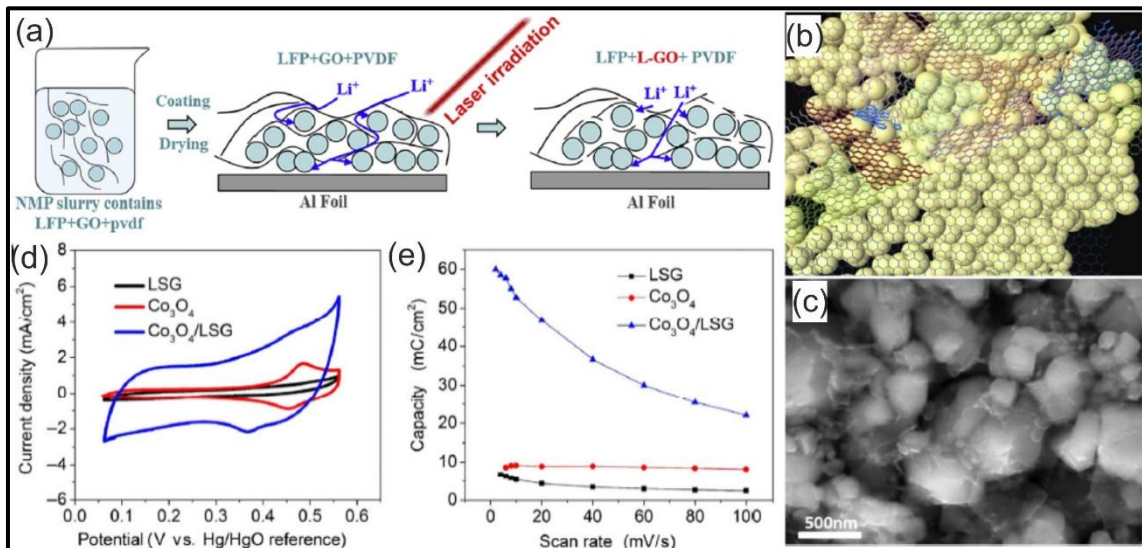 (a)
LFP+GO+PVDF
Li⁺
Li⁺
Laser irradiation
LFP+L-GO+ PVDF
Li⁺
Li⁺
Coating
Drying
Al Foil
Al Foil
NMP slurry contains
LFP+GO+pvdf
(b)
(c)
500nm
(d)
LSG
Co₃O₄
Co₃O₄/LSG
Current density (mA/cm²)
8
6
4
2
0
−2
−4
−6
0.0 0.1 0.2 0.3 0.4 0.5 0.6
Potential (V vs. Hg/HgO reference)
(e)
LSG
Co₃O₄
Co₃O₄/LSG
Capacity (mC/cm²)
60
50
40
30
20
10
0
0 20 40 60 80 100
Scan rate (mV/s)